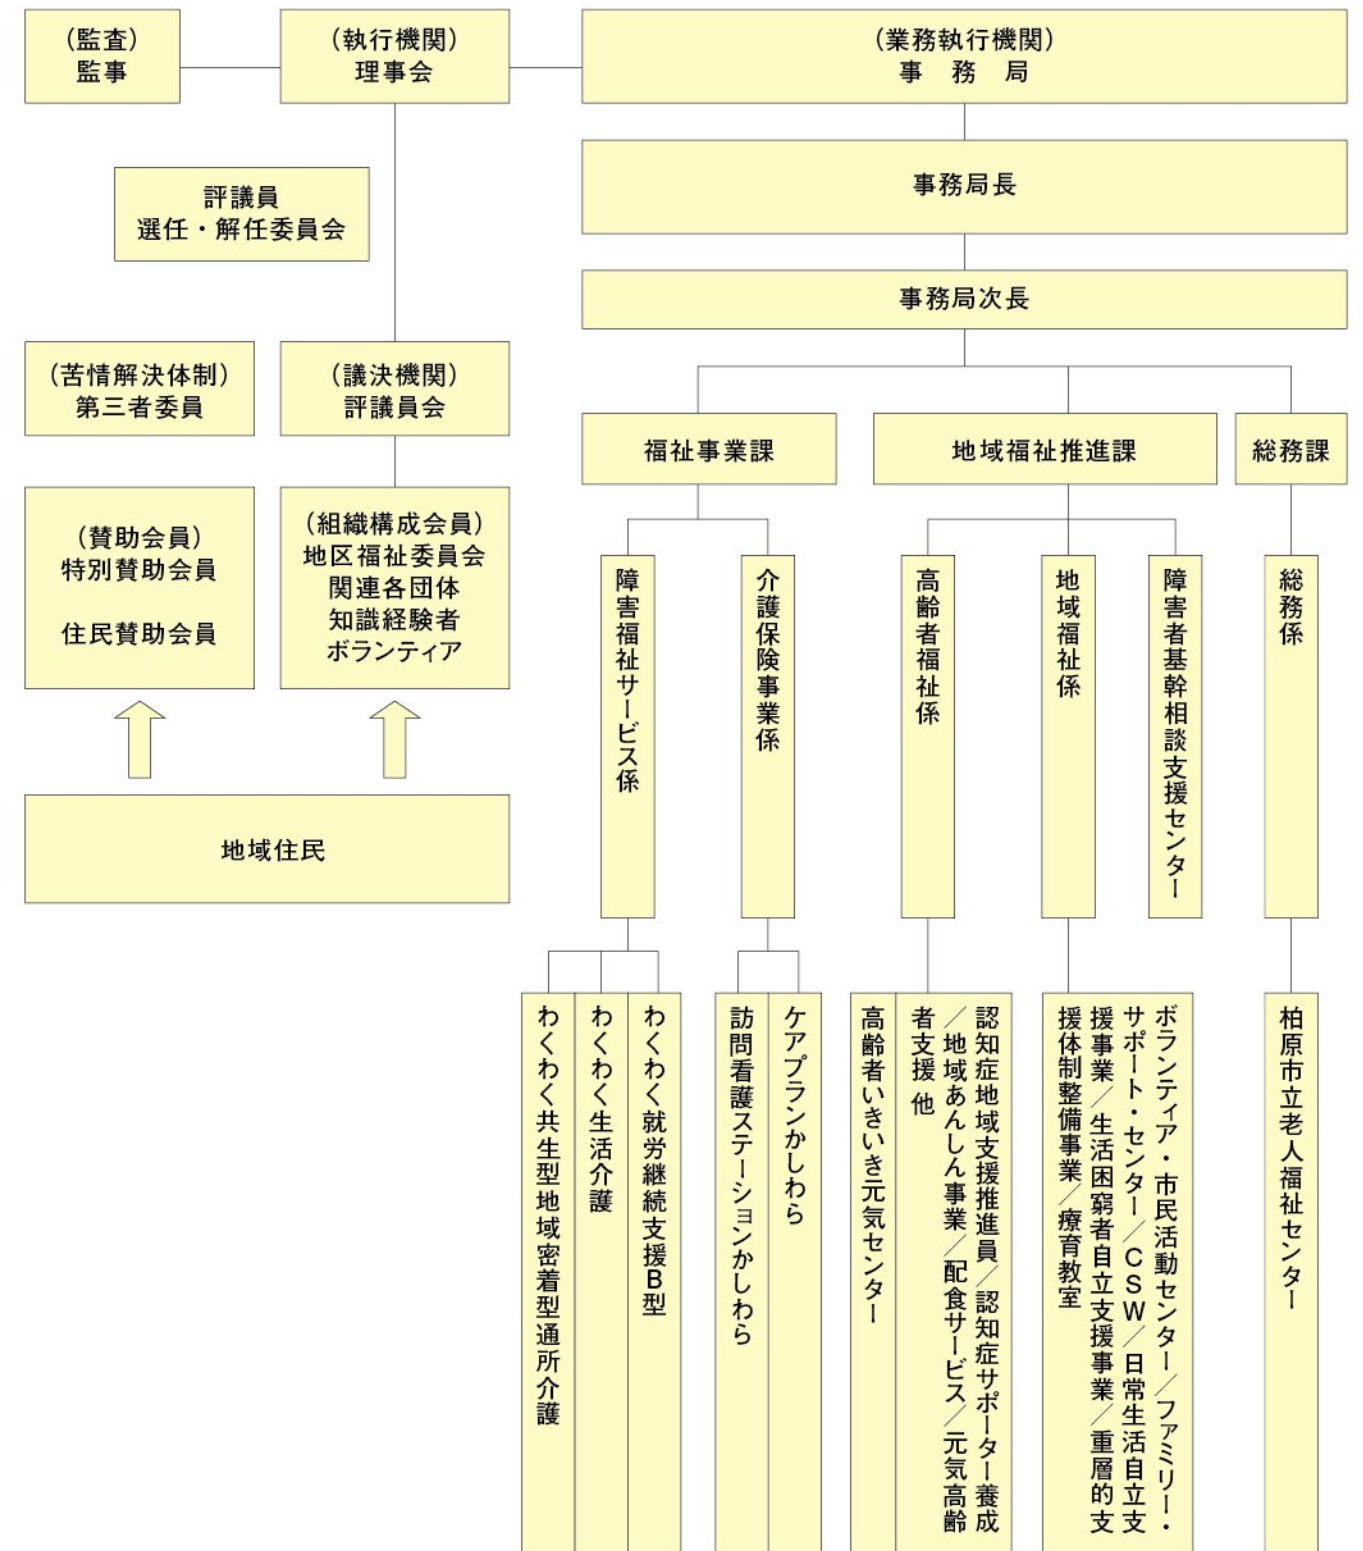 （監査）
監事
（執行機関）
理事会
（業務執行機関）
事　務　局
評議員
選任・解任委員会
事務局長
事務局次長
（苦情解決体制）
第三者委員
（議決機関）
評議員会
福祉事業課
地域福祉推進課
総務課
（賛助会員）
特別賛助会員
住民賛助会員
（組織構成会員）
地区福祉委員会
関連各団体
知識経験者
ボランティア
地域住民
障害福祉サービス係
介護保険事業係
高齢者福祉係
地域福祉係
障害者基幹相談支援センター
総務係
わくわく共生型地域密着型通所介護
わくわく生活介護
わくわく就労継続支援B型
訪問看護ステーションかしわら
ケアプランかしわら
高齢者いきいき元気センター
認知症地域支援推進員／認知症サポーター養成
／地域あんしん事業／配食サービス／元気高齢
者支援 他
ボランティア・市民活動センター／ファミリー・
サポート・センター／CSW／日常生活自立支
援事業／生活困窮者自立支援事業／重層的支
援体制整備事業／療育教室
柏原市立老人福祉センター